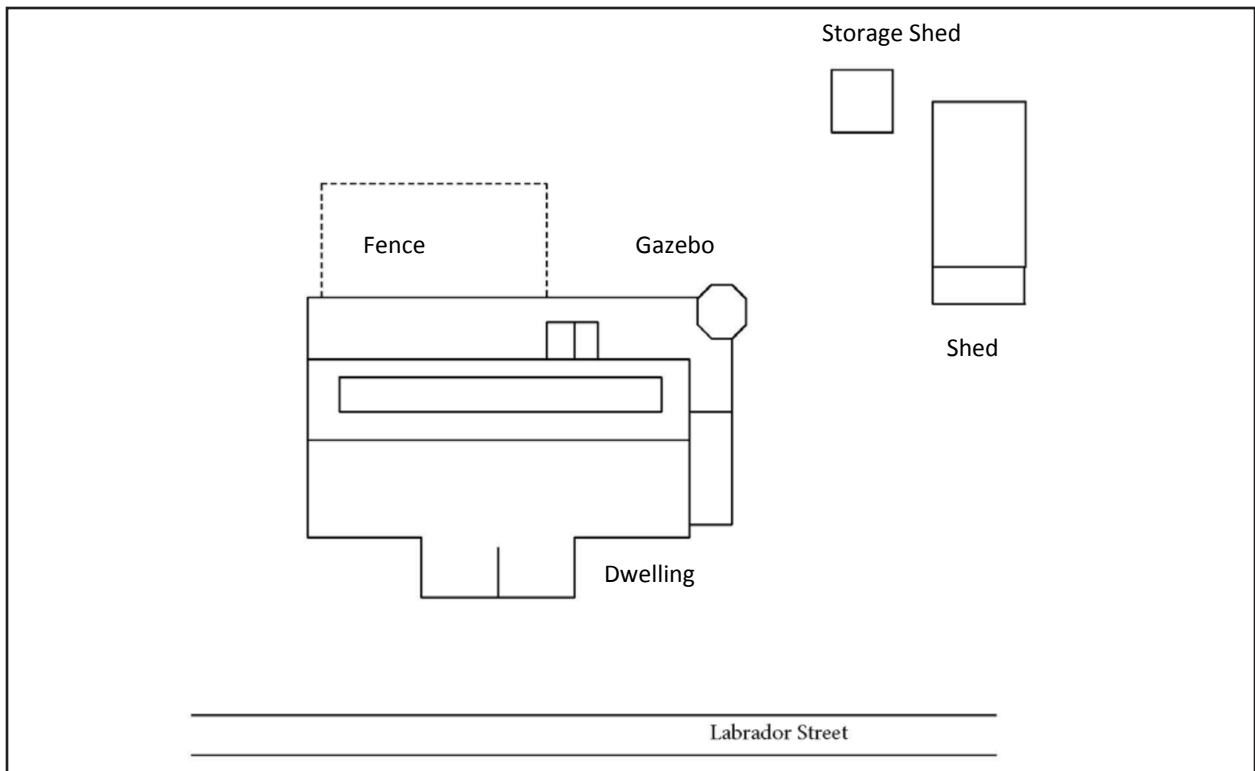 Storage Shed
Fence
Gazebo
Shed
Dwelling
Labrador Street